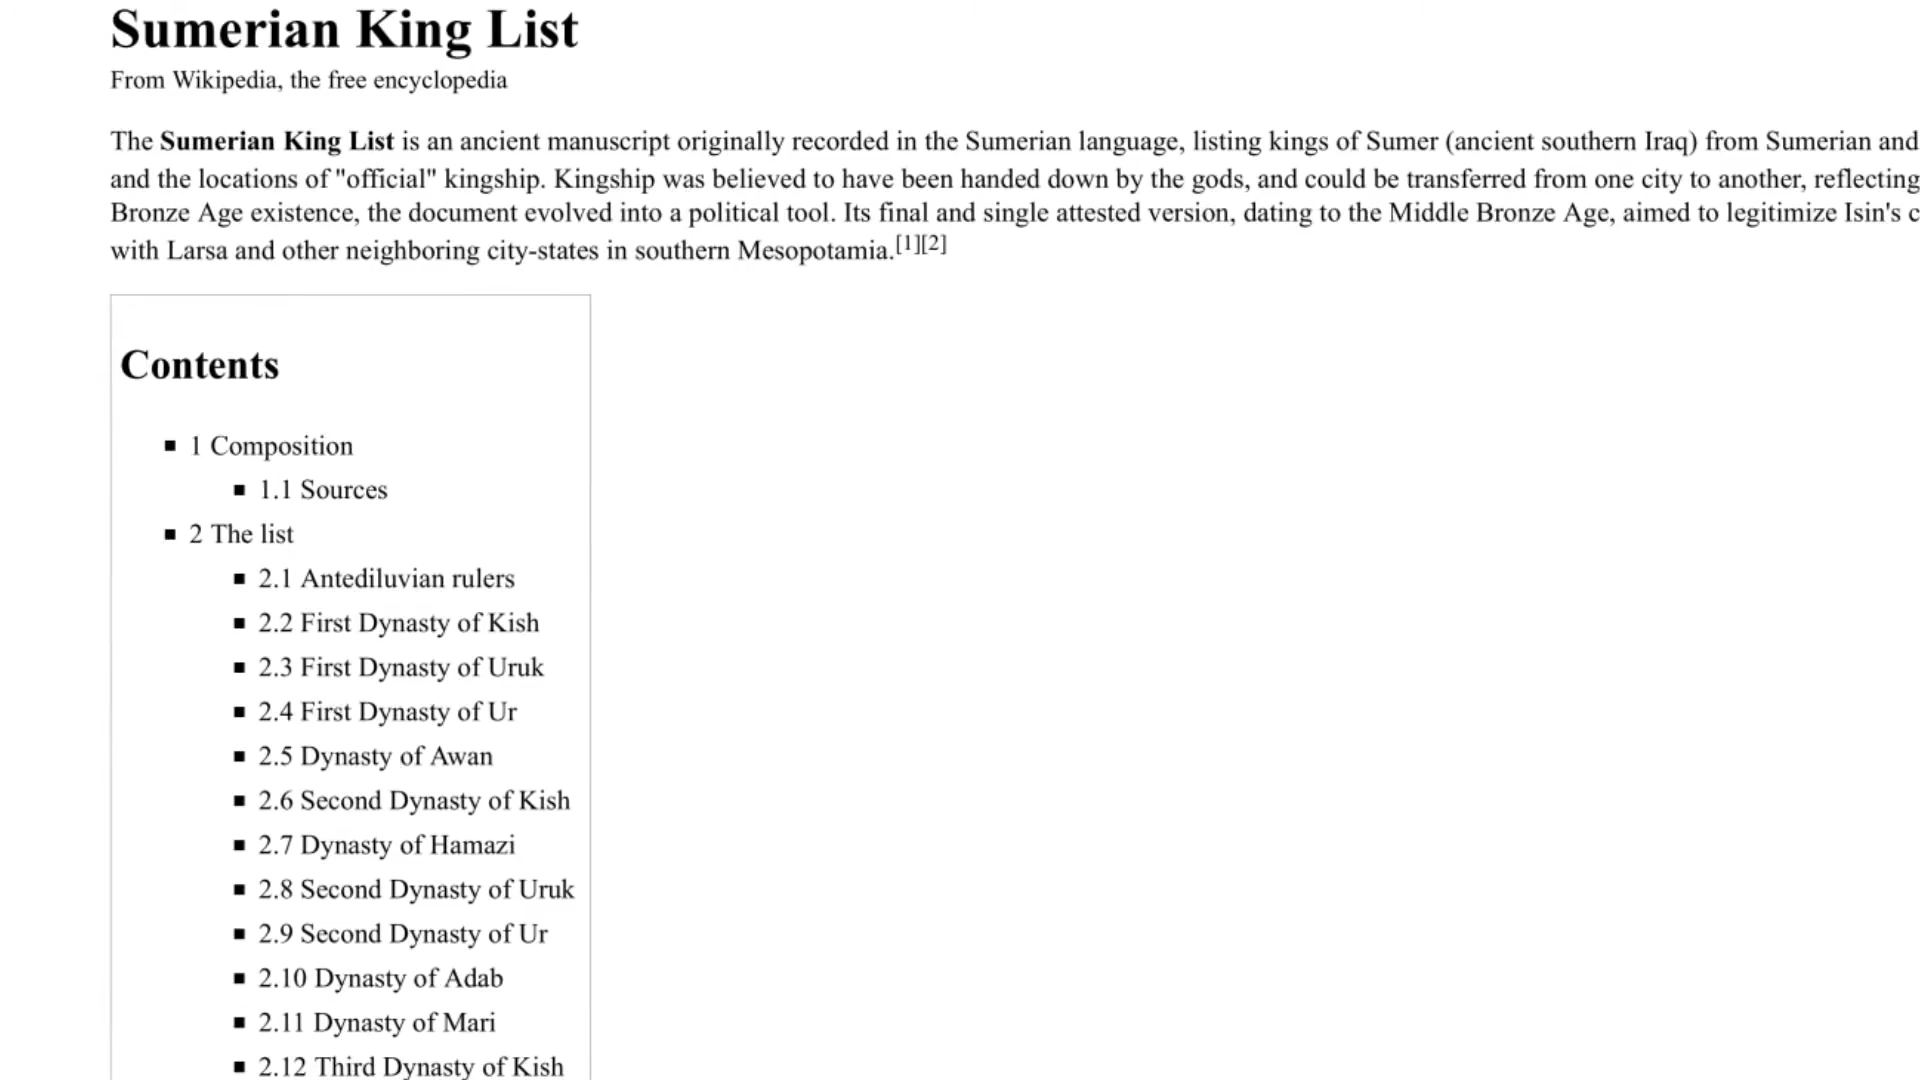 Sumerian King List
From Wikipedia, the free encyclopedia
The Sumerian King List is an ancient manuscript originally recorded in the Sumerian language, listing kings of Sumer (ancient southern Iraq) from Sumerian and
and the locations of "official" kingship. Kingship was believed to have been handed down by the gods, and could be transferred from one city to another, reflecting
Bronze Age existence, the document evolved into a political tool. Its final and single attested version, dating to the Middle Bronze Age, aimed to legitimize Isin's c
with Larsa and other neighboring city-states in southern Mesopotamia.[1][2]
Contents
1 Composition
1.1 Sources
2 The list
2.1 Antediluvian rulers
2.2 First Dynasty of Kish
2.3 First Dynasty of Uruk
2.4 First Dynasty of Ur
2.5 Dynasty of Awan
2.6 Second Dynasty of Kish
2.7 Dynasty of Hamazi
2.8 Second Dynasty of Uruk
2.9 Second Dynasty of Ur
2.10 Dynasty of Adab
2.11 Dynasty of Mari
2.12 Third Dynasty of Kish